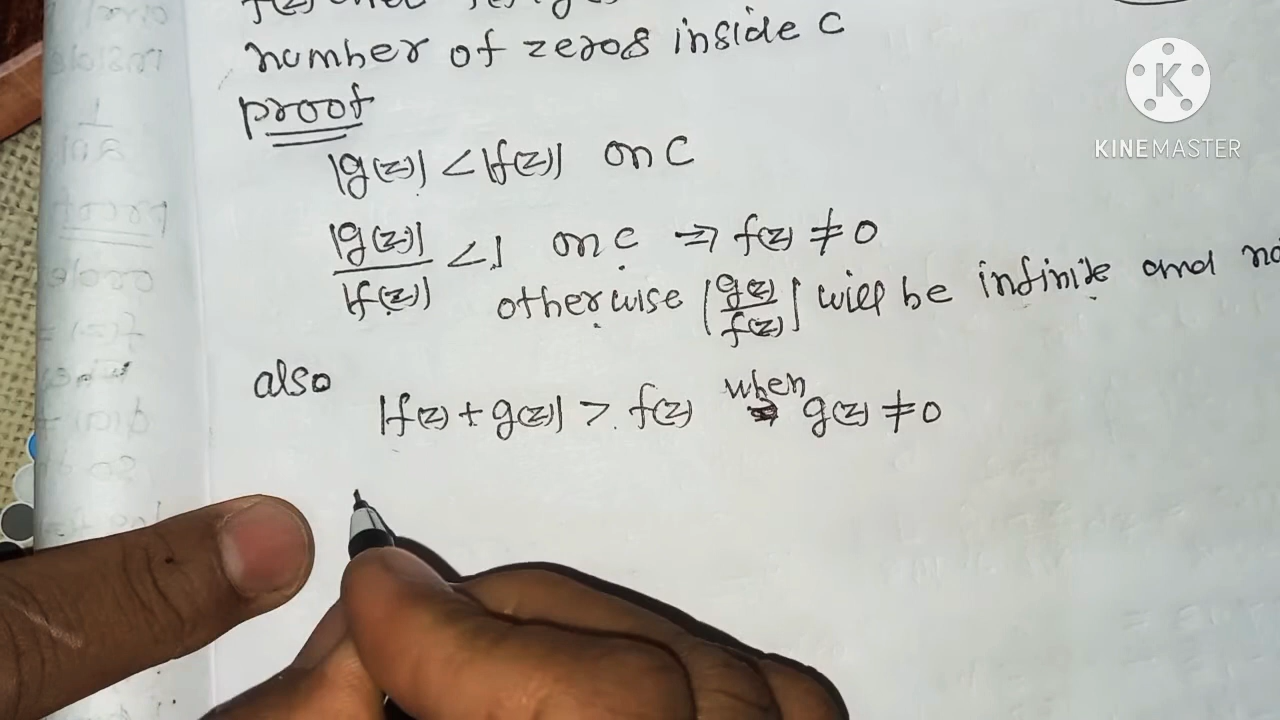 number of zeros inside C
proof
|g(z)| < |f(z)| on C
|g(z)| / |f(z)| < 1 on C ⇒ f(z) ≠ 0
otherwise |g(z)/f(z)| will be infinite and
also
|f(z) + g(z)| > f(z) when g(z) ≠ 0
K
KINEMASTER